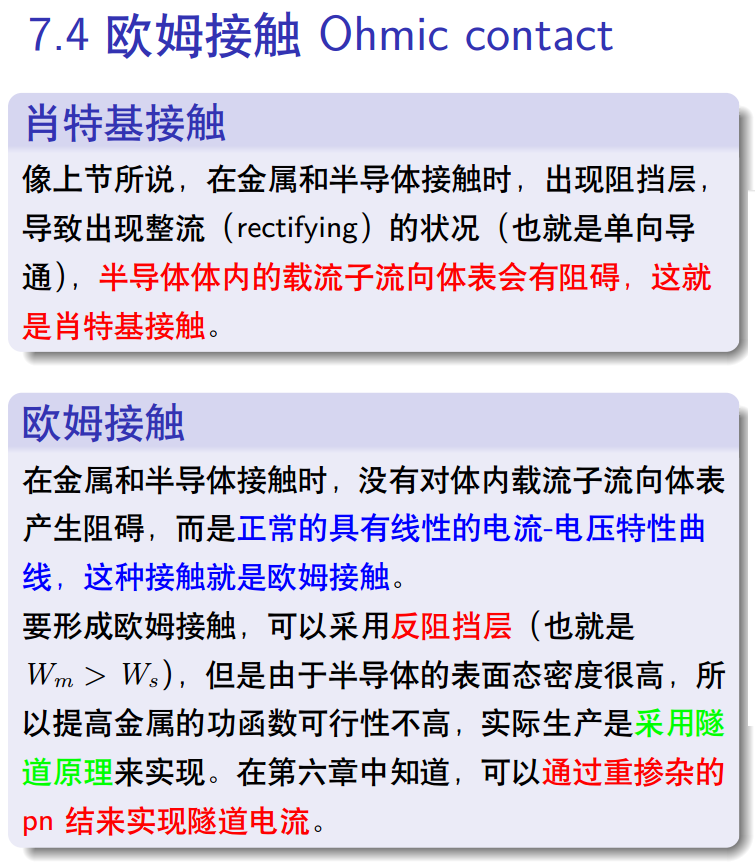 7.4 欧姆接触 Ohmic contact
肖特基接触
像上节所说，在金属和半导体接触时，出现阻挡层，
导致出现整流（rectifying）的状况（也就是单向导
通），半导体体内的载流子流向体表会有阻碍，这就
是肖特基接触。
欧姆接触
在金属和半导体接触时，没有对体内载流子流向体表
产生阻碍，而是正常的具有线性的电流-电压特性曲
线，这种接触就是欧姆接触。
要形成欧姆接触，可以采用反阻挡层（也就是
Wm > Ws），但是由于半导体的表面态密度很高，所
以提高金属的功函数可行性不高，实际生产是采用隧
道原理来实现。在第六章中知道，可以通过重掺杂的
pn 结来实现隧道电流。